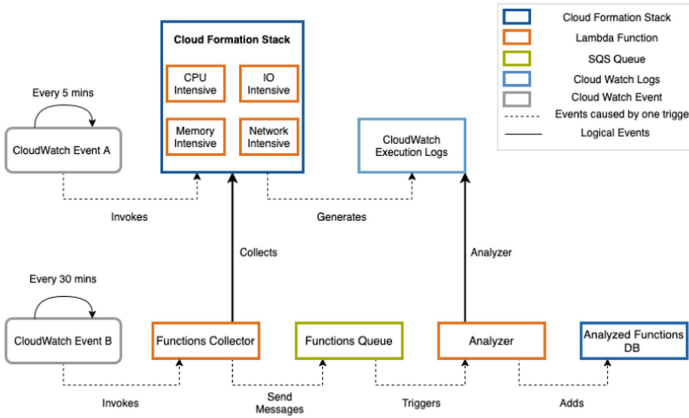 Cloud Formation Stack
CPU
Intensive
IO
Intensive
Memory
Intensive
Network
Intensive
Every 5 mins
CloudWatch Event A
Invokes
Generates
CloudWatch
Execution Logs
Cloud Formation Stack
Lambda Function
SQS Queue
Cloud Watch Logs
Cloud Watch Event
Events caused by one trigge
Logical Events
Collects
Analyzer
Every 30 mins
CloudWatch Event B
Functions Collector
Functions Queue
Analyzer
Analyzed Functions
DB
Invokes
Send
Messages
Triggers
Adds